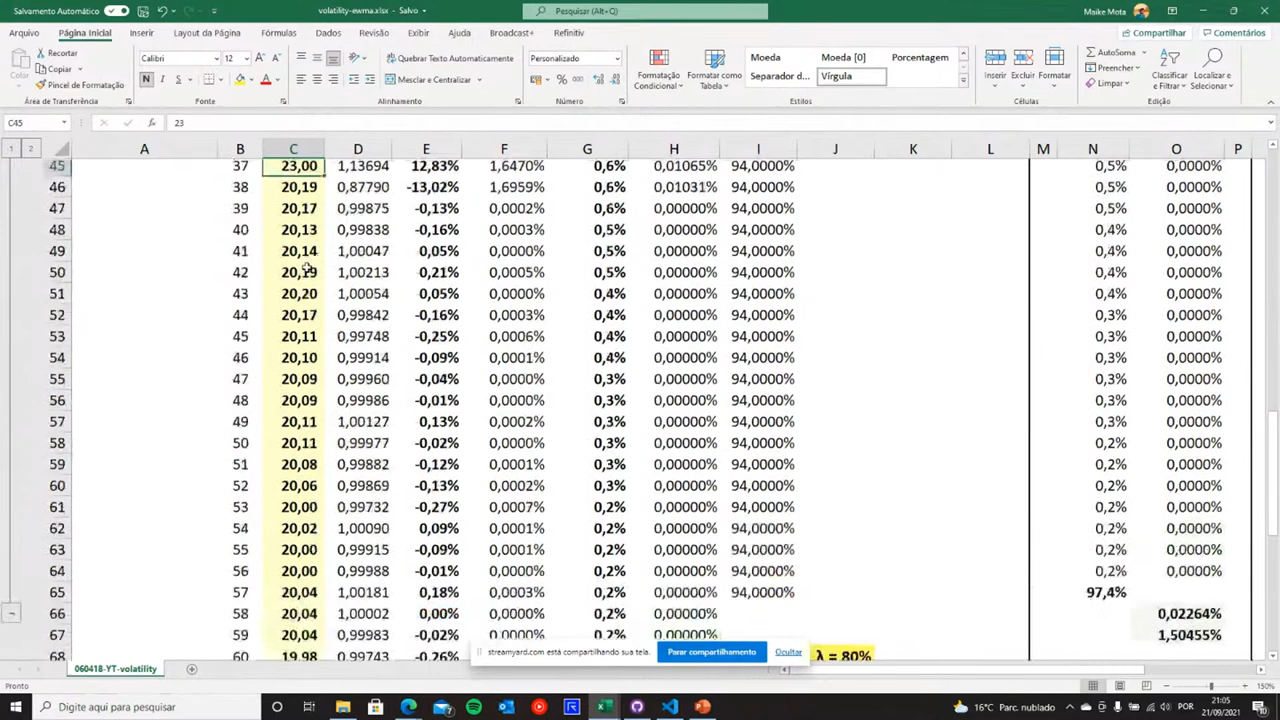 Salvamento Automático
volatility-ewma.xlsx - Salvo
Pesquisar (Alt+Q)
Maike Mota
Arquivo Página Inicial Inserir Layout da Página Fórmulas Dados Revisão Exibir Ajuda Broadcast+ Refinitiv
Compartilhar Comentários
Colar
Recortar
Copiar
Pincel de Formatação
Área de Transferência
Calibri 12
N I S
Fonte
Quebrar Texto Automaticamente
Mesclar e Centralizar
Alinhamento
Personalizado
% 000
Número
Formatação Condicional
Formatar como Tabela
Moeda Moeda [0] Porcentagem
Separador d... Vírgula
Estilos
Inserir Excluir Formatar
Células
AutoSoma
Preencher
Limpar
Classificar e Filtrar
Localizar e Selecionar
Edição
C45 fx 23
1 2 A B C D E F G H I J K L M N O P
45 37 23,00 1,13694 12,83% 1,6470% 0,6% 0,01065% 94,0000% 0,5% 0,0000%
46 38 20,19 0,87790 -13,02% 1,6959% 0,6% 0,01031% 94,0000% 0,5% 0,0000%
47 39 20,17 0,99875 -0,13% 0,0002% 0,6% 0,00000% 94,0000% 0,5% 0,0000%
48 40 20,13 0,99838 -0,16% 0,0003% 0,5% 0,00000% 94,0000% 0,4% 0,0000%
49 41 20,14 1,00047 0,05% 0,0000% 0,5% 0,00000% 94,0000% 0,4% 0,0000%
50 42 20,19 1,00213 0,21% 0,0005% 0,5% 0,00000% 94,0000% 0,4% 0,0000%
51 43 20,20 1,00054 0,05% 0,0000% 0,4% 0,00000% 94,0000% 0,4% 0,0000%
52 44 20,17 0,99842 -0,16% 0,0003% 0,4% 0,00000% 94,0000% 0,3% 0,0000%
53 45 20,11 0,99748 -0,25% 0,0006% 0,4% 0,00000% 94,0000% 0,3% 0,0000%
54 46 20,10 0,99914 -0,09% 0,0001% 0,4% 0,00000% 94,0000% 0,3% 0,0000%
55 47 20,09 0,99960 -0,04% 0,0000% 0,3% 0,00000% 94,0000% 0,3% 0,0000%
56 48 20,09 0,99986 -0,01% 0,0000% 0,3% 0,00000% 94,0000% 0,3% 0,0000%
57 49 20,11 1,00127 0,13% 0,0002% 0,3% 0,00000% 94,0000% 0,3% 0,0000%
58 50 20,11 0,99977 -0,02% 0,0000% 0,3% 0,00000% 94,0000% 0,2% 0,0000%
59 51 20,08 0,99882 -0,12% 0,0001% 0,3% 0,00000% 94,0000% 0,2% 0,0000%
60 52 20,06 0,99869 -0,13% 0,0002% 0,3% 0,00000% 94,0000% 0,2% 0,0000%
61 53 20,00 0,99732 -0,27% 0,0007% 0,2% 0,00000% 94,0000% 0,2% 0,0000%
62 54 20,02 1,00090 0,09% 0,0001% 0,2% 0,00000% 94,0000% 0,2% 0,0000%
63 55 20,00 0,99915 -0,09% 0,0001% 0,2% 0,00000% 94,0000% 0,2% 0,0000%
64 56 20,00 0,99988 -0,01% 0,0000% 0,2% 0,00000% 94,0000% 0,2% 0,0000%
65 57 20,04 1,00181 0,18% 0,0003% 0,2% 0,00000% 94,0000% 97,4%
66 58 20,04 1,00002 0,00% 0,0000% 0,2% 0,00000% 0,02264%
67 59 20,04 0,99983 -0,02% 0,0000% 0,2% 0,00000% 1,50455%
68 60 19,98 0,99743 -0,26% λ = 80%
streamyard.com está compartilhando sua tela. Parar compartilhamento Ocultar
060418-YT-volatility
Pronto 150%
Digite aqui para pesquisar
16°C Parc. nublado
21:05
21/09/2021